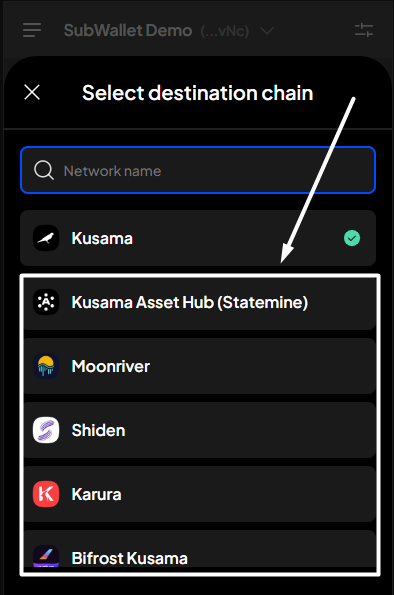 SubWallet Demo (...vNc)
Select destination chain
Network name
Kusama
Kusama Asset Hub (Statemine)
Moonriver
Shiden
Karura
Bifrost Kusama